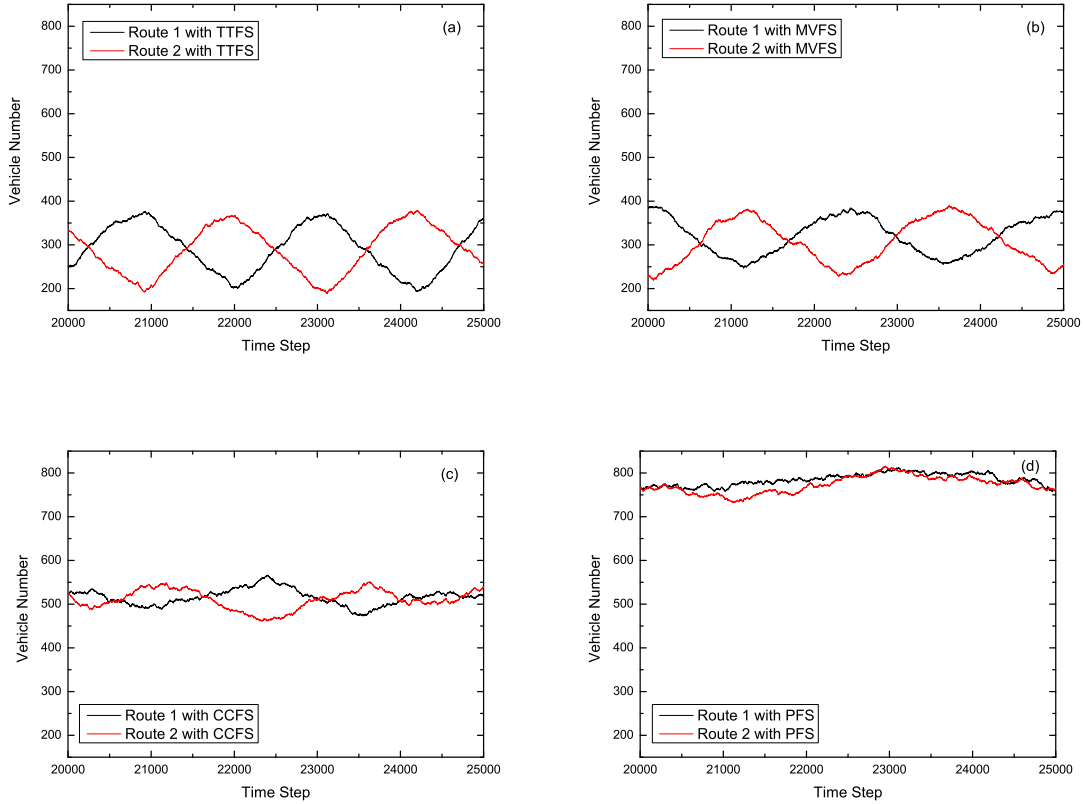 (a)
Route 1 with TTFS
Route 2 with TTFS
Vehicle Number
800
700
600
500
400
300
200
20000 21000 22000 23000 24000 25000
Time Step
(b)
Route 1 with MVFS
Route 2 with MVFS
Vehicle Number
800
700
600
500
400
300
200
20000 21000 22000 23000 24000 25000
Time Step
(c)
Vehicle Number
800
700
600
500
400
300
200
Route 1 with CCFS
Route 2 with CCFS
20000 21000 22000 23000 24000 25000
Time Step
(d)
Vehicle Number
800
700
600
500
400
300
200
Route 1 with PFS
Route 2 with PFS
20000 21000 22000 23000 24000 25000
Time Step